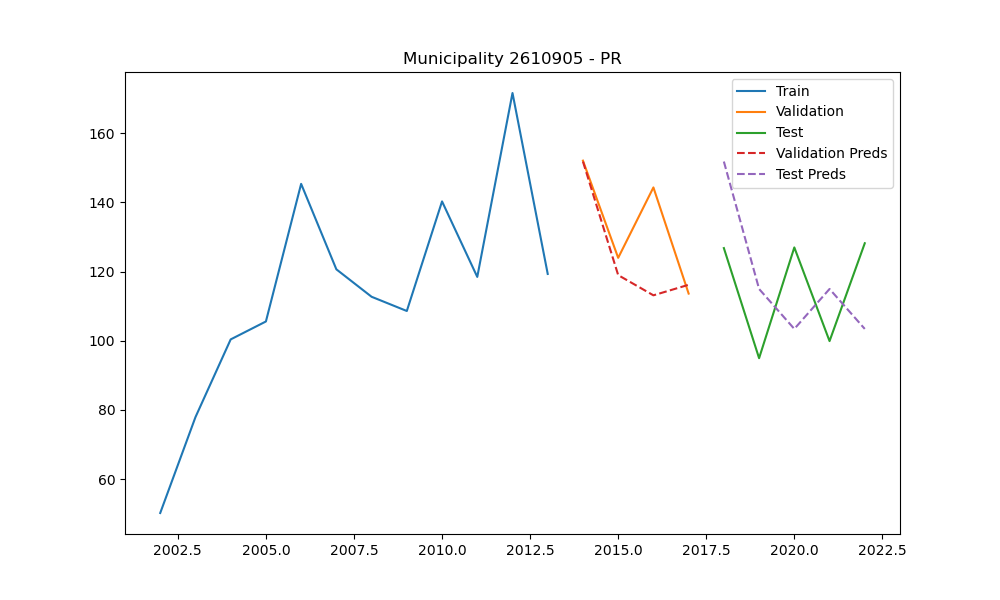 Municipality 2610905 - PR
Train
Validation
Test
Validation Preds
Test Preds
160
140
120
100
80
60
2002.5 2005.0 2007.5 2010.0 2012.5 2015.0 2017.5 2020.0 2022.5